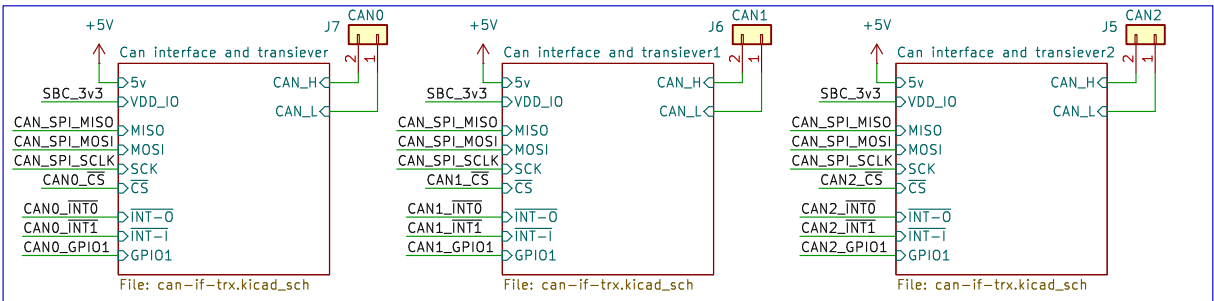 +5V J7 CAN0
Can interface and transiever
2 1
5v CAN_H
SBC_3v3 VDD_IO
CAN_L
CAN_SPI_MISO MISO
CAN_SPI_MOSI MOSI
CAN_SPI_SCLK SCK
CAN0_CS CS
CAN0_INT0 INT-O
CAN0_INT1 INT-I
CAN0_GPIO1 GPIO1
File: can-if-trx.kicad_sch
+5V J6 CAN1
Can interface and transiever1
2 1
5v CAN_H
SBC_3v3 VDD_IO
CAN_L
CAN_SPI_MISO MISO
CAN_SPI_MOSI MOSI
CAN_SPI_SCLK SCK
CAN1_CS CS
CAN1_INT0 INT-O
CAN1_INT1 INT-I
CAN1_GPIO1 GPIO1
File: can-if-trx.kicad_sch
+5V J5 CAN2
Can interface and transiever2
2 1
5v CAN_H
SBC_3v3 VDD_IO
CAN_L
CAN_SPI_MISO MISO
CAN_SPI_MOSI MOSI
CAN_SPI_SCLK SCK
CAN2_CS CS
CAN2_INT0 INT-O
CAN2_INT1 INT-I
CAN2_GPIO1 GPIO1
File: can-if-trx.kicad_sch